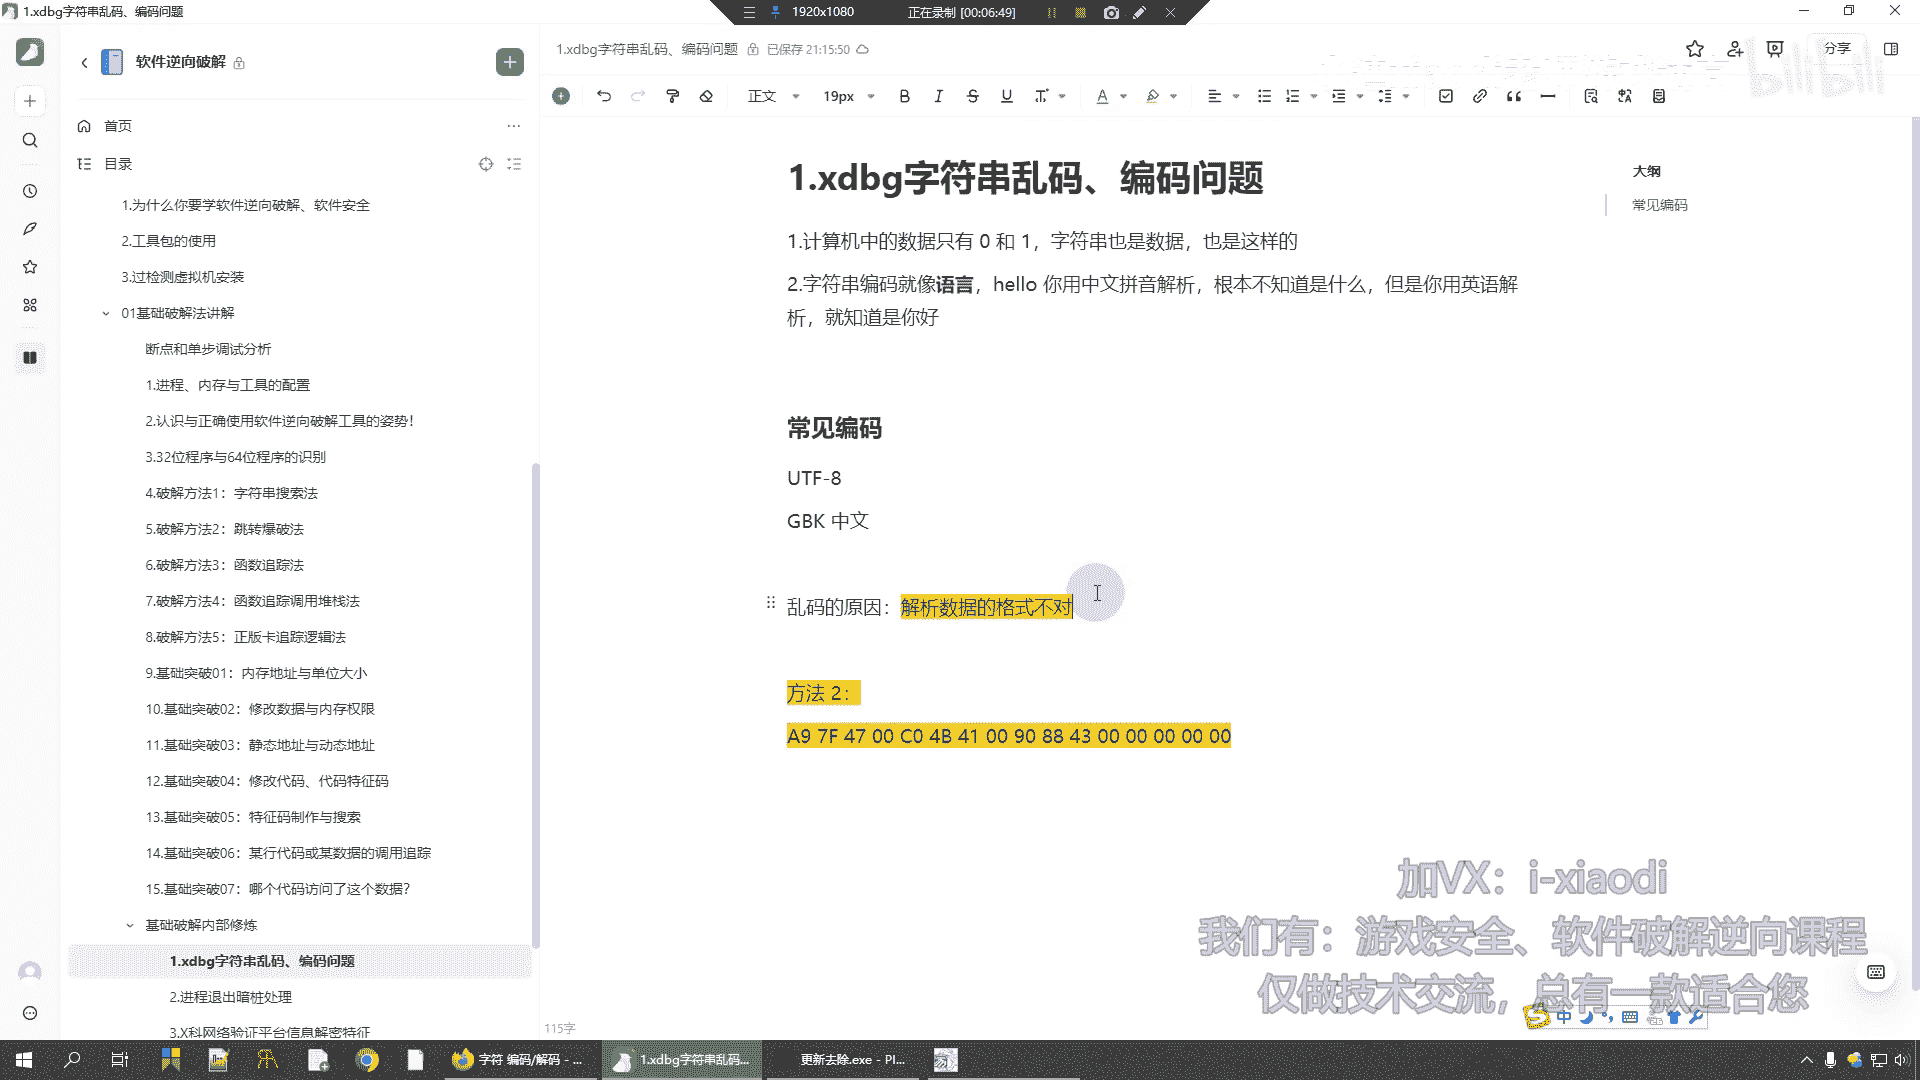 1.xdbg字符串乱码、编码问题
1920x1080
正在录制 [00:06:49]
软件逆向破解
首页
目录
1.为什么你要学软件逆向破解、软件安全
2.工具包的使用
3.过检测虚拟机安装
01基础破解法讲解
断点和单步调试分析
1.进程、内存与工具的配置
2.认识与正确使用软件逆向破解工具的姿势！
3.32位程序与64位程序的识别
4.破解方法1：字符串搜索法
5.破解方法2：跳转爆破法
6.破解方法3：函数追踪法
7.破解方法4：函数追踪调用堆栈法
8.破解方法5：正版卡追踪逻辑法
9.基础突破01：内存地址与单位大小
10.基础突破02：修改数据与内存权限
11.基础突破03：静态地址与动态地址
12.基础突破04：修改代码、代码特征码
13.基础突破05：特征码制作与搜索
14.基础突破06：某行代码或某数据的调用追踪
15.基础突破07：哪个代码访问了这个数据？
基础破解内部修炼
1.xdbg字符串乱码、编码问题
2.进程退出暗桩处理
3.X科网络验证平台信息解密特征
1.xdbg字符串乱码、编码问题
已保存 21:15:50
分享
bilibili
正文
19px
1.xdbg字符串乱码、编码问题
1.计算机中的数据只有 0 和 1，字符串也是数据，也是这样的
2.字符串编码就像语言，hello 你用中文拼音解析，根本不知道是什么，但是你用英语解
析，就知道是你好
常见编码
UTF-8
GBK 中文
乱码的原因：解析数据的格式不对
方法 2：
A9 7F 47 00 C0 4B 41 00 90 88 43 00 00 00 00 00
大纲
常见编码
加VX：i-xiaodi
我们有：游戏安全、软件破解逆向课程
仅做技术交流，总有一款适合您
中
115字
字符 编码/解码 - ...
1.xdbg字符串乱码...
更新去除.exe - PI...